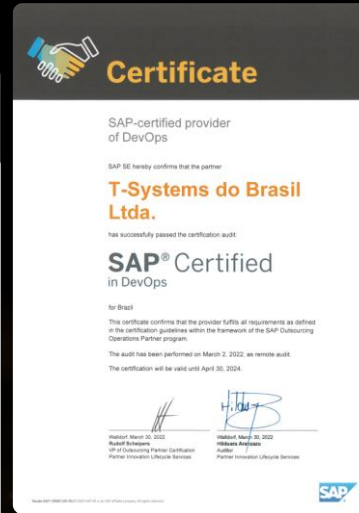 Certificate
SAP-certified provider
of DevOps
SAP SE hereby confirms that the partner
T-Systems do Brasil
Ltda.
has successfully passed the certification audit:
SAP® Certified
in DevOps
for Brazil
This certificate confirms that the provider fulfills all requirements as defined
in the certification guidelines within the framework of the SAP Outsourcing
Operations Partner program.
The audit has been performed on March 2, 2022, as remote audit.
The certification will be valid until April 30, 2024.
Walldorf, March 30, 2022
Rudolf Scheipers
VP of Outsourcing Partner Certification
Partner Innovation Lifecycle Services
Walldorf, March 30, 2022
Auditor
Partner Innovation Lifecycle Services
SAP